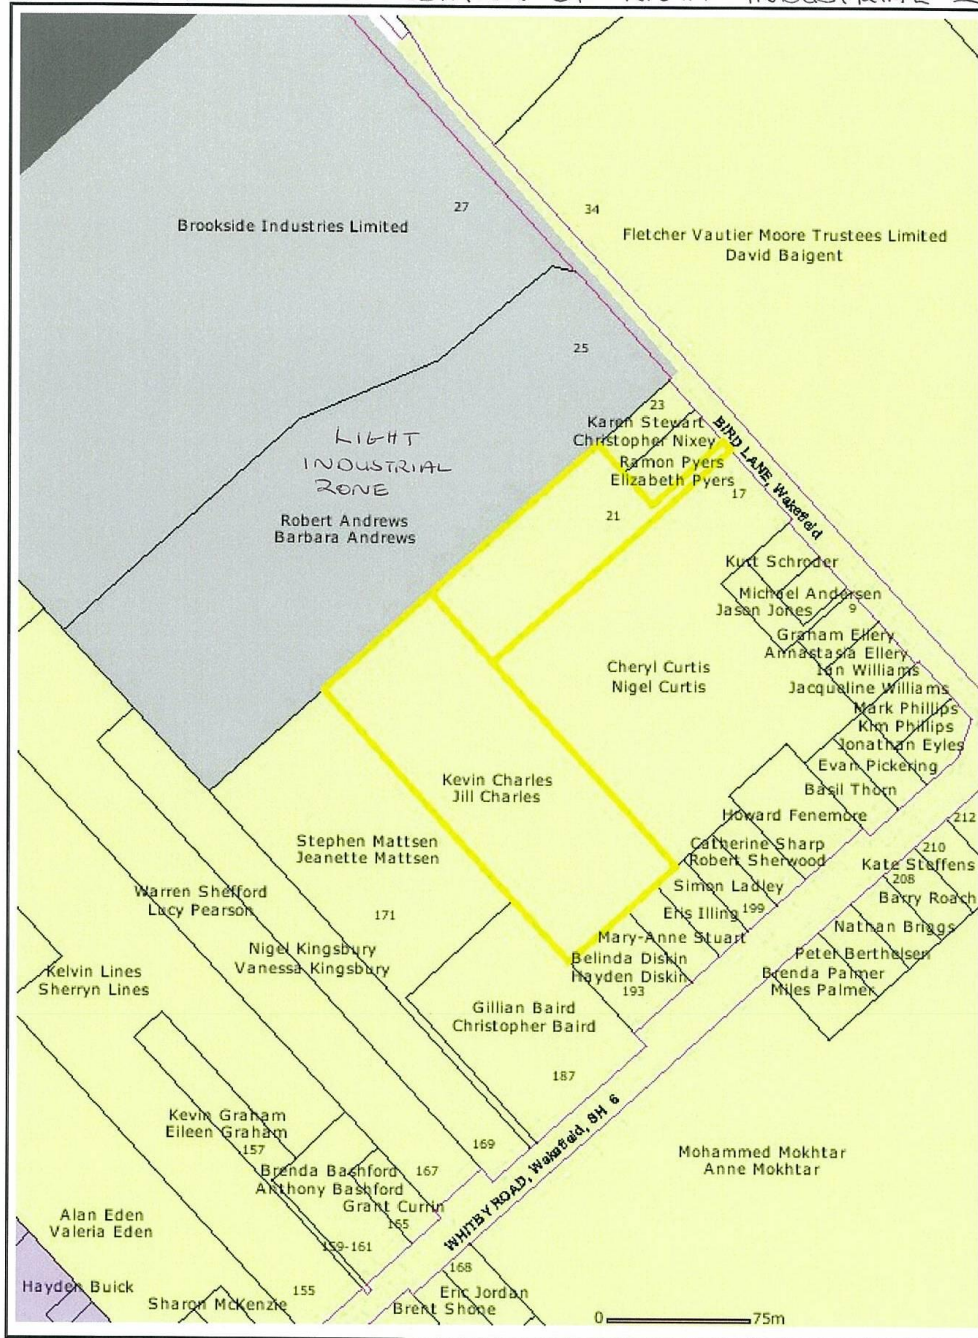 LIGHT INDUSTRIAL
27
34
Brookside Industries Limited
Fletcher Vautier Moore Trustees Limited
David Baigent
25
LIGHT
INDUSTRIAL
ZONE
Robert Andrews
Barbara Andrews
23
Karen Stewart
Christopher Nixey
Ramon Pyers
Elizabeth Pyers
BIRD LANE, Wakefield
17
21
Kurt Schroder
Michael Andersen
Jason Jones
9
Graham Ellery
Annastasia Ellery
Ian Williams
Jacqueline Williams
Cheryl Curtis
Nigel Curtis
Mark Phillips
Kim Phillips
Jonathan Eyles
Evan Pickering
Basil Thorn
Howard Fenemore
212
Kevin Charles
Jill Charles
Catherine Sharp
Robert Sherwood
210
Kate Steffens
208
Barry Roach
Stephen Mattsen
Jeanette Mattsen
Simon Ladley
Eris Illing
199
Nathan Briggs
Warren Shefford
Lucy Pearson
171
Mary-Anne Stuart
Peter Berthelsen
Nigel Kingsbury
Vanessa Kingsbury
Belinda Diskin
Hayden Diskin
193
Brenda Palmer
Miles Palmer
Kelvin Lines
Sherryn Lines
Gillian Baird
Christopher Baird
187
WHITBY ROAD, Wakefield, SH 6
Kevin Graham
Eileen Graham
157
169
Mohammed Mokhtar
Anne Mokhtar
Brenda Bashford
Anthony Bashford
167
Grant Currin
165
Alan Eden
Valeria Eden
159-161
168
Hayden Buick
155
Sharon McKenzie
Eric Jordan
Brent Shone
0
75m